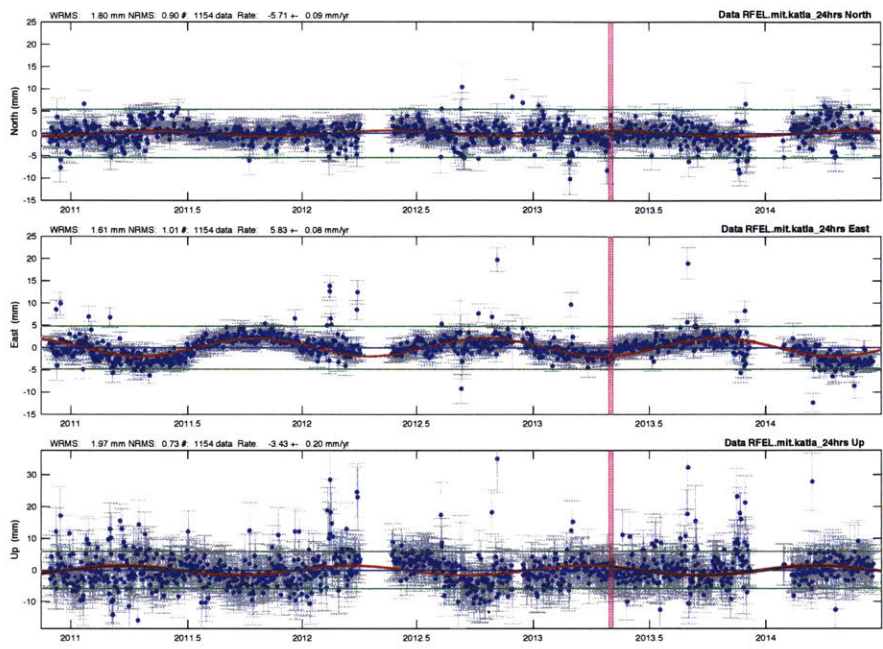 WRMS: 1.80 mm NRMS: 0.90 #: 1154 data Rate: -5.71 +- 0.09 mm/yr Data RFEL.mit.katla_24hrs North
25
20
15
10
5
0
-5
-10
-15
North (mm)
2011 2011.5 2012 2012.5 2013 2013.5 2014
WRMS: 1.61 mm NRMS: 1.01 #: 1154 data Rate: 5.83 +- 0.08 mm/yr Data RFEL.mit.katla_24hrs East
25
20
15
10
5
0
-5
-10
-15
East (mm)
2011 2011.5 2012 2012.5 2013 2013.5 2014
WRMS: 1.97 mm NRMS: 0.73 #: 1154 data Rate: -3.43 +- 0.20 mm/yr Data RFEL.mit.katla_24hrs Up
30
20
10
0
-10
Up (mm)
2011 2011.5 2012 2012.5 2013 2013.5 2014